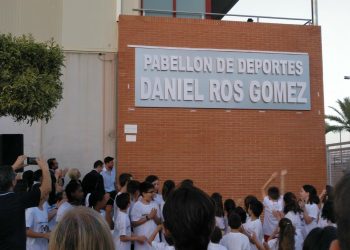 PABELLON DE DEPORTES
DANIEL ROS GOMEZ